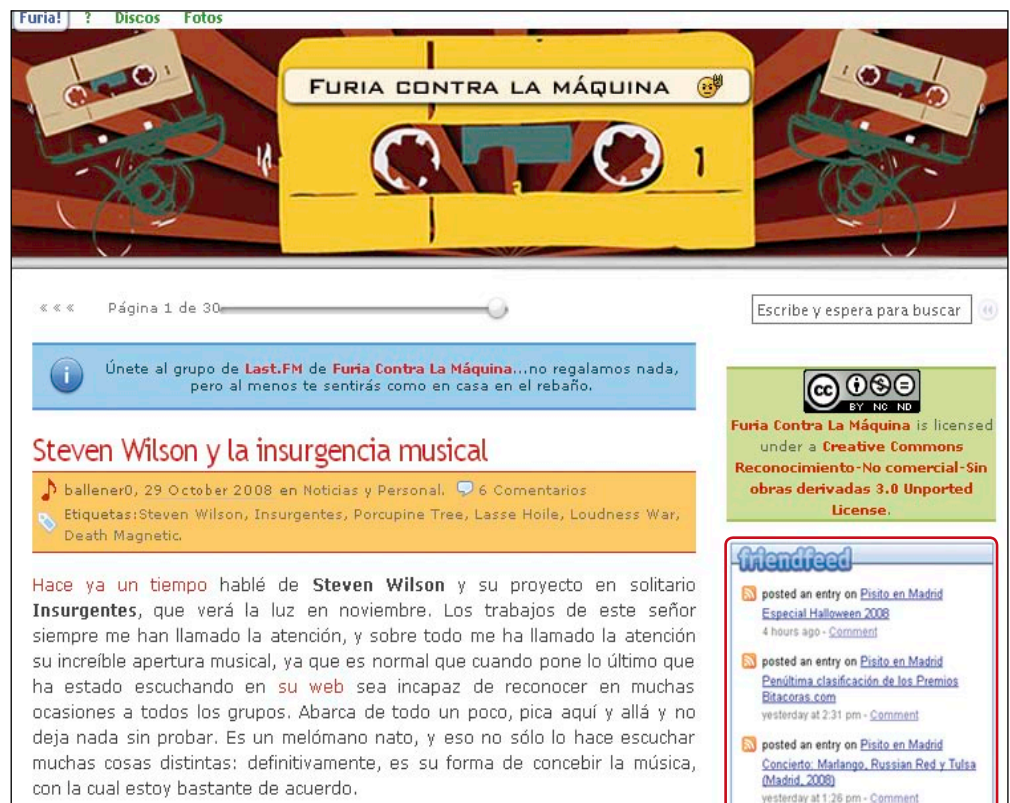 Furia! ? Discos Fotos
FURIA CONTRA LA MÁQUINA
1
1
1
« « « Página 1 de 30
Escribe y espera para buscar
Únete al grupo de Last.FM de Furia Contra La Máquina...no regalamos nada,
pero al menos te sentirás como en casa en el rebaño.
Steven Wilson y la insurgencia musical
ballener0, 29 October 2008 en Noticias y Personal. 6 Comentarios
Etiquetas:Steven Wilson, Insurgentes, Porcupine Tree, Lasse Hoile, Loudness War,
Death Magnetic.
Hace ya un tiempo hablé de Steven Wilson y su proyecto en solitario
Insurgentes, que verá la luz en noviembre. Los trabajos de este señor
siempre me han llamado la atención, y sobre todo me ha llamado la atención
su increíble apertura musical, ya que es normal que cuando pone lo último que
ha estado escuchando en su web sea incapaz de reconocer en muchas
ocasiones a todos los grupos. Abarca de todo un poco, pica aquí y allá y no
deja nada sin probar. Es un melómano nato, y eso no sólo lo hace escuchar
muchas cosas distintas: definitivamente, es su forma de concebir la música,
con la cual estoy bastante de acuerdo.
cc
BY NC ND
Furia Contra La Máquina is licensed
under a Creative Commons
Reconocimiento-No comercial-Sin
obras derivadas 3.0 Unported
License.
friendfeed
posted an entry on Pisito en Madrid
Especial Halloween 2008
4 hours ago - Comment
posted an entry on Pisito en Madrid
Penúltima clasificación de los Premios
Bitacoras.com
yesterday at 2:31 pm - Comment
posted an entry on Pisito en Madrid
Concierto: Marlango, Russian Red y Tulsa
(Madrid, 2008)
yesterday at 1:26 pm - Comment